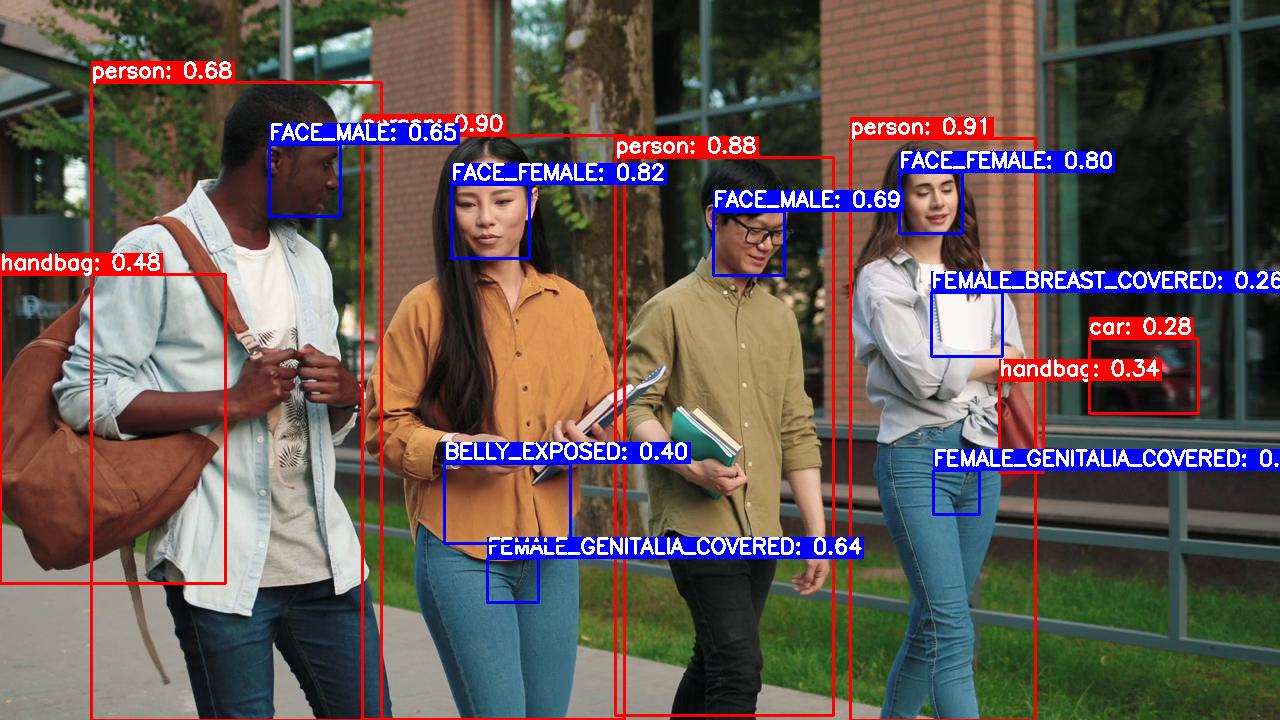 person: 0.68
person: 0.90
FACE_MALE: 0.65
person: 0.91
person: 0.88
FACE_FEMALE: 0.80
FACE_FEMALE: 0.82
FACE_MALE: 0.69
handbag: 0.48
FEMALE_BREAST_COVERED: 0.26
car: 0.28
handbag: 0.34
BELLY_EXPOSED: 0.40
FEMALE_GENITALIA_COVERED: 0.
FEMALE_GENITALIA_COVERED: 0.64